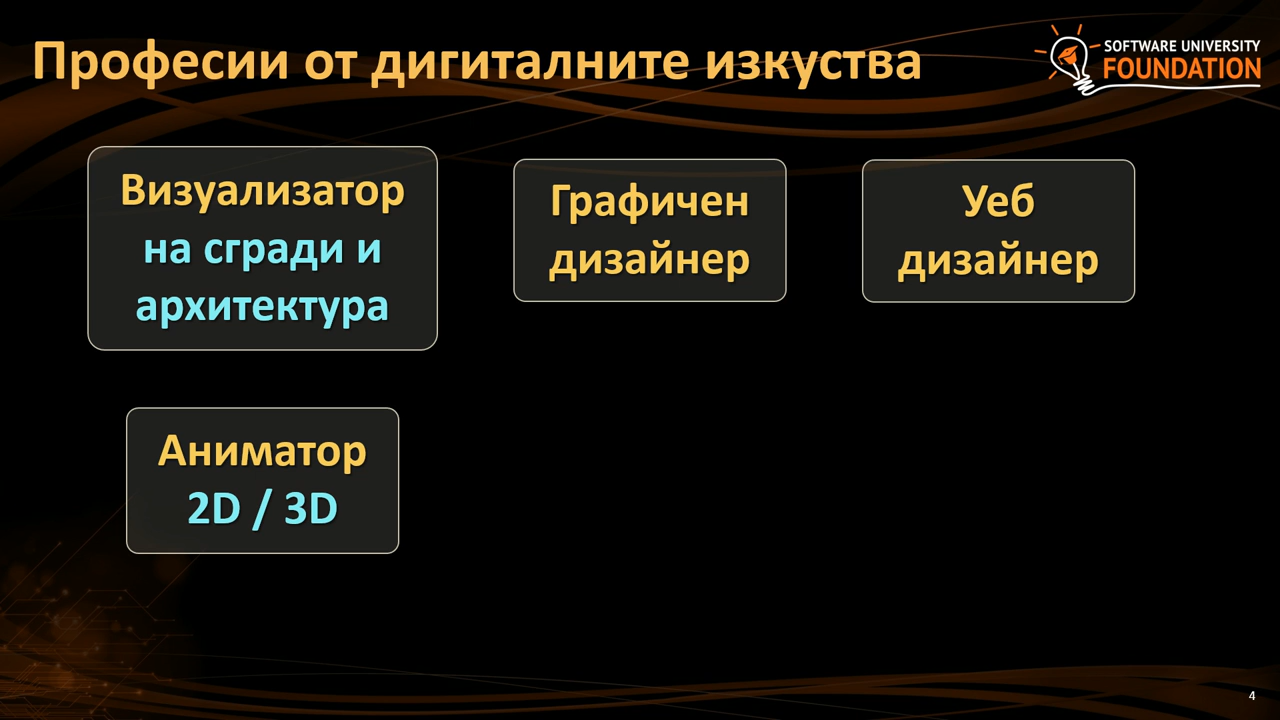 Професии от дигиталните изкуства
SOFTWARE UNIVERSITY
FOUNDATION
Визуализатор
на сгради и
архитектура
Графичен
дизайнер
Уеб
дизайнер
Аниматор
2D / 3D
4